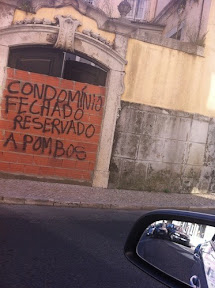 CONDOMÍNIO
FECHADO
RESERVADO
A POMBOS